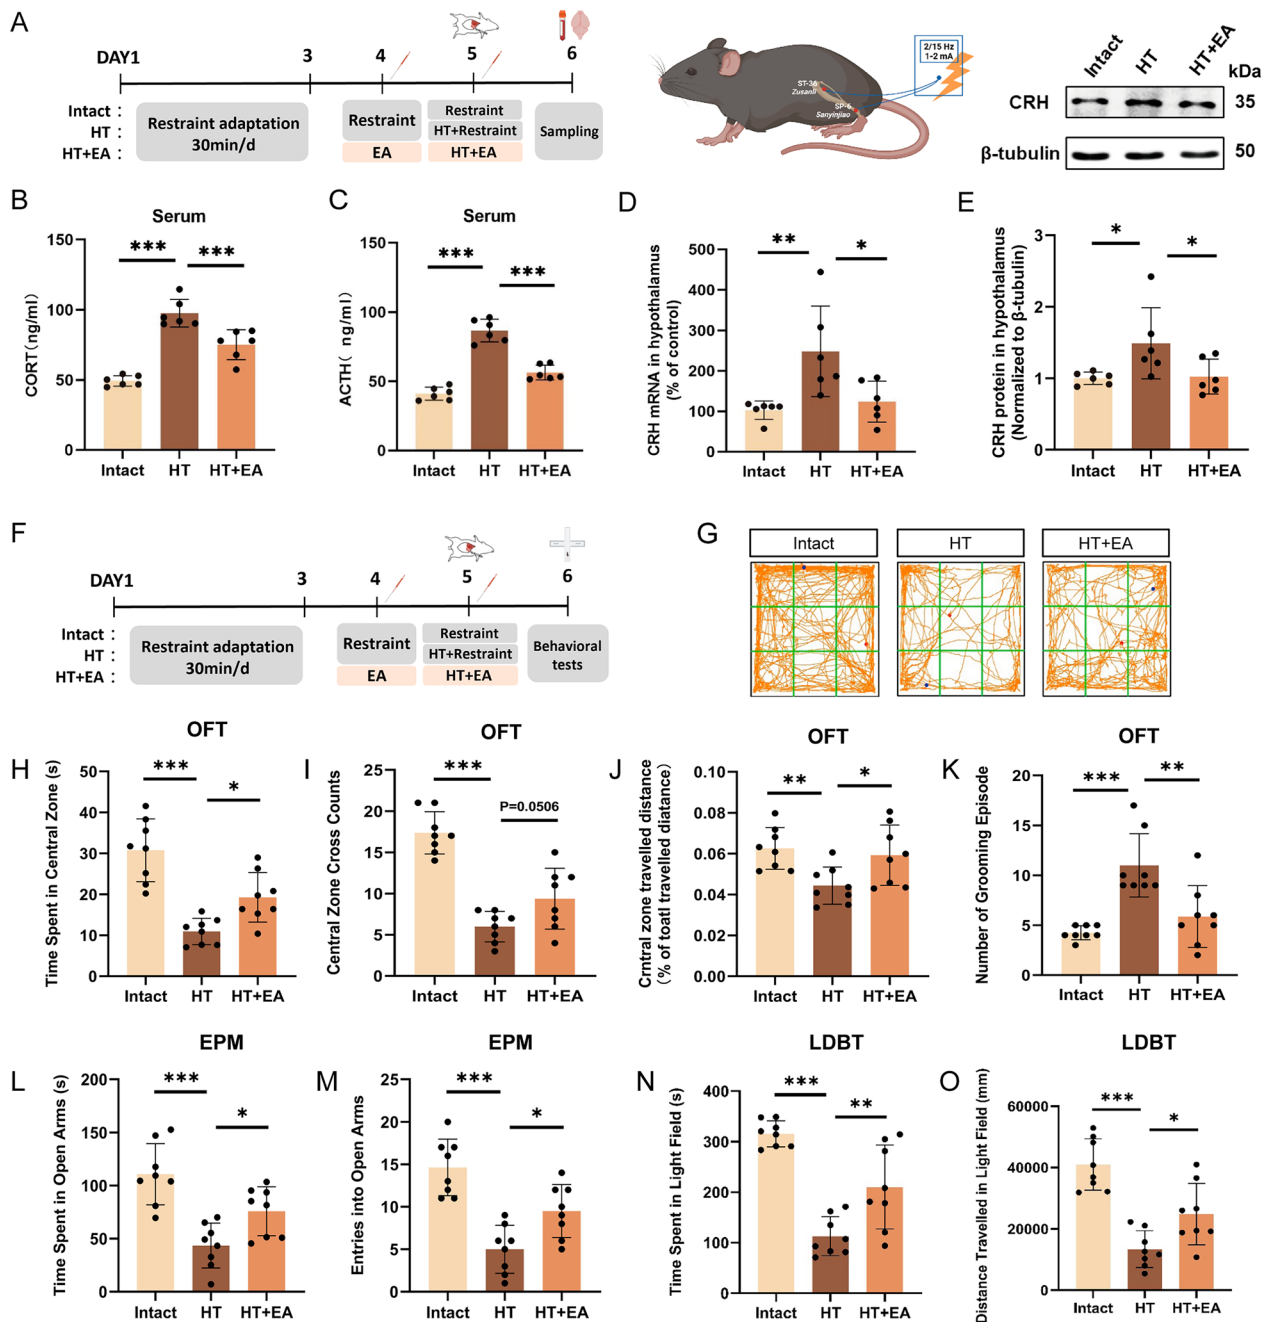 A
DAY1 3 4 5 6
Intact :
HT :
HT+EA :
Restraint adaptation
30min/d
Restraint
EA
Restraint
HT+Restraint
HT+EA
Sampling
ST-36
Zusanli
SP-6
Sanyinjiao
2/15 Hz
1-2 mA
Intact HT HT+EA kDa
CRH 35
β-tubulin 50
B
Serum
***
***
CORT(ng/ml)
150
100
50
0
Intact HT HT+EA
C
Serum
***
***
ACTH( ng/ml)
150
100
50
0
Intact HT HT+EA
D
**
*
CRH mRNA in hypothalamus
(% of control)
500
400
300
200
100
0
Intact HT HT+EA
E
*
*
CRH protein in hypothalamus
(Normalized to β-tubulin)
3
2
1
0
Intact HT HT+EA
F
DAY1 3 4 5 6
Intact :
HT :
HT+EA :
Restraint adaptation
30min/d
Restraint
EA
Restraint
HT+Restraint
HT+EA
Behavioral
tests
G
Intact HT HT+EA
H
OFT
***
*
Time Spent in Central Zone (s)
50
40
30
20
10
0
Intact HT HT+EA
I
OFT
***
P=0.0506
Central Zone Cross Counts
25
20
15
10
5
0
Intact HT HT+EA
J
OFT
**
*
Crntral zone travelled distance
(% of toatl travelled diatance)
0.10
0.08
0.06
0.04
0.02
0.00
Intact HT HT+EA
K
OFT
***
**
Number of Grooming Episode
20
15
10
5
0
Intact HT HT+EA
L
EPM
***
*
Time Spent in Open Arms (s)
200
150
100
50
0
Intact HT HT+EA
M
EPM
***
*
Entries into Open Arms
25
20
15
10
5
0
Intact HT HT+EA
N
LDBT
***
**
Time Spent in Light Field (s)
400
300
200
100
0
Intact HT HT+EA
O
LDBT
***
*
Distance Travelled in Light Field (mm)
60000
40000
20000
0
Intact HT HT+EA